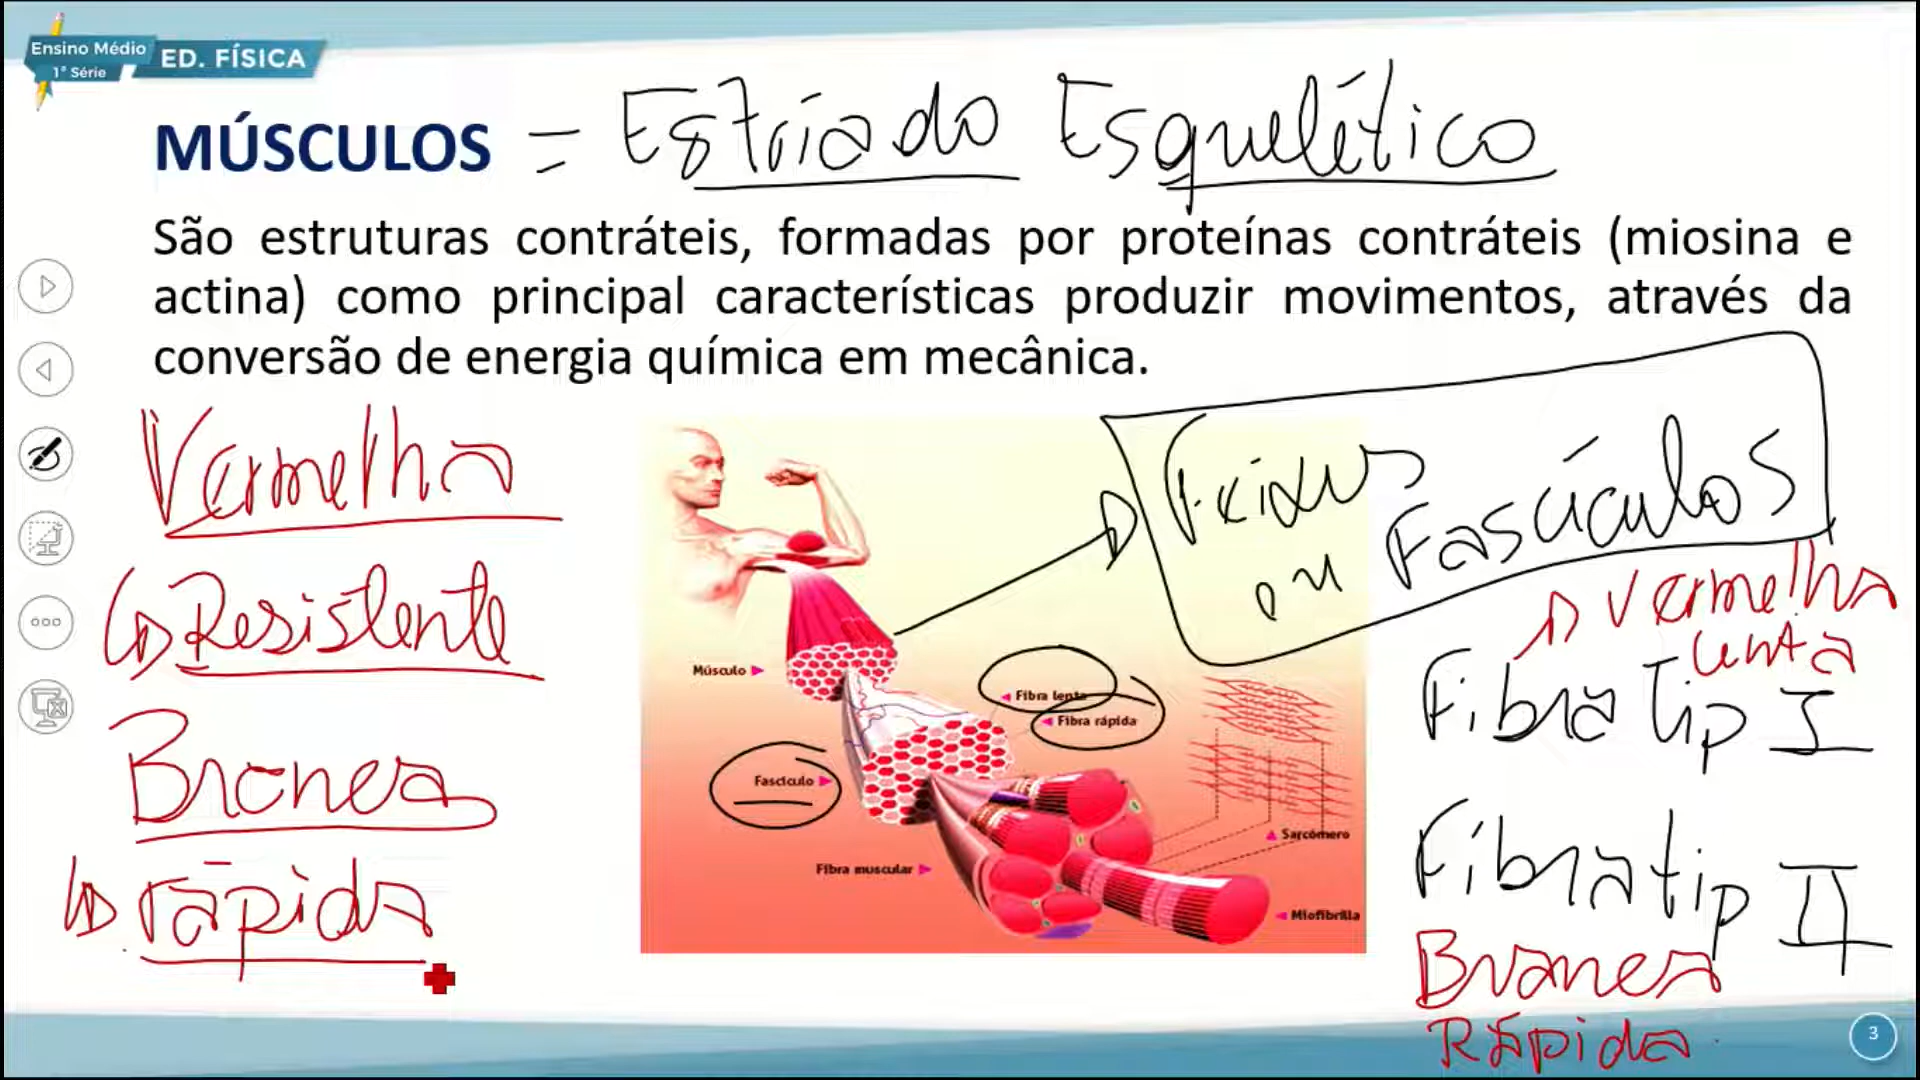 Ensino Médio
1ª Série
ED. FÍSICA
MÚSCULOS = Estriado Esquelético
São estruturas contráteis, formadas por proteínas contráteis (miosina e
actina) como principal características produzir movimentos, através da
conversão de energia química em mecânica.
Vermelha
Resistente
Branca
rápida
Feixes
ou Fascículos
Músculo
Fibra lenta
Fibra rápida
Fascículo
Sarcómero
Fibra muscular
Miofibrilla
Vermelha
lenta
Fibra tip I
Fibra tip II
Branca
Rápida
3